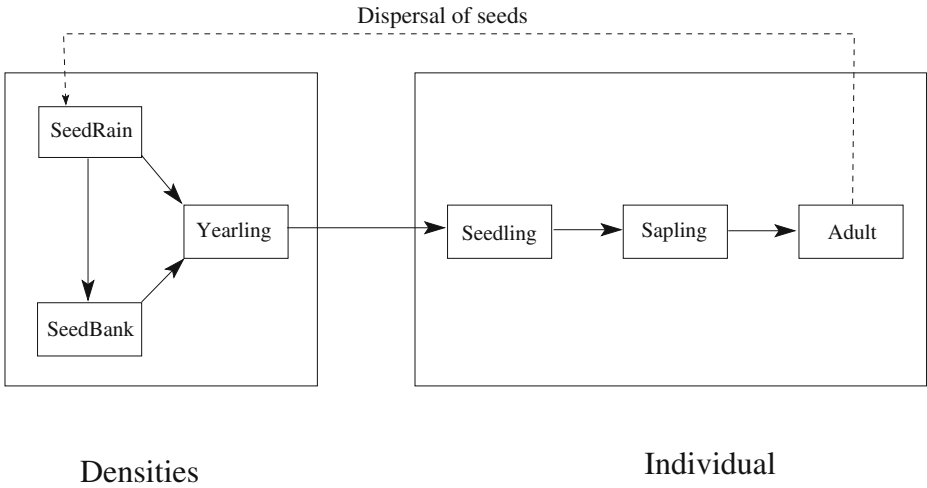 Dispersal of seeds
SeedRain
Yearling
Seedling
Sapling
Adult
SeedBank
Densities
Individual